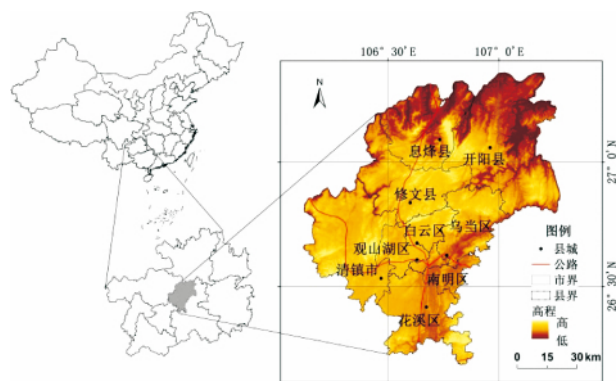 106°30′E
107°0′E
N
息烽县
开阳县
27°0′N
修文县
乌当区
白云区
图例
观山湖区
县城
公路
清镇市
南明区
市界
26°30′N
县界
花溪区
高程
高
低
0 15 30 km